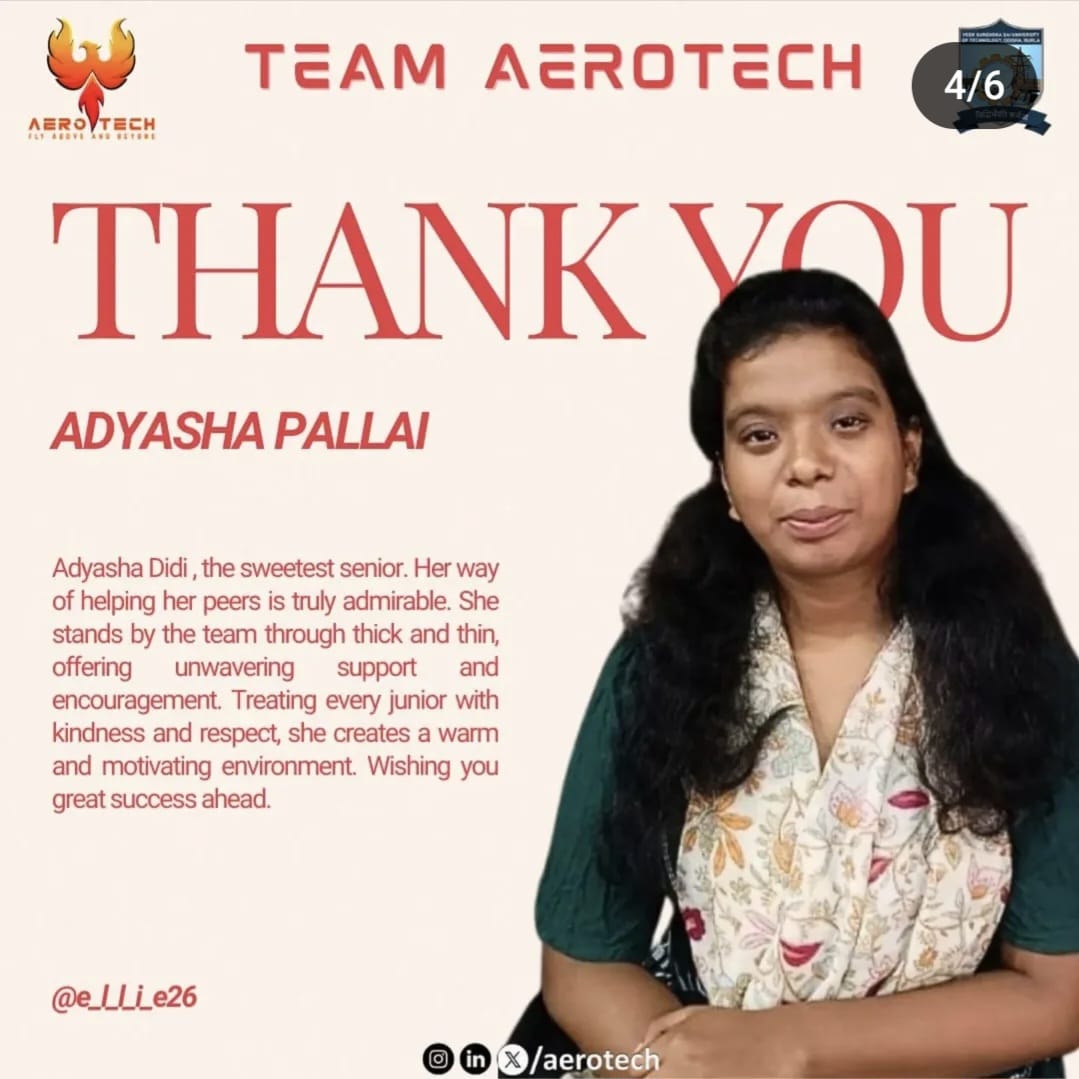 TEAM AEROTECH
4/6
VEER SURENDRA SAI UNIVERSITY
OF TECHNOLOGY, ODISHA, BURLA
AEROTECH
FLY ABOVE AND BEYOND
THANK YOU
ADYASHA PALLAI
Adyasha Didi , the sweetest senior. Her way
of helping her peers is truly admirable. She
stands by the team through thick and thin,
offering unwavering support and
encouragement. Treating every junior with
kindness and respect, she creates a warm
and motivating environment. Wishing you
great success ahead.
@e_l_l_i_e26
/aerotech